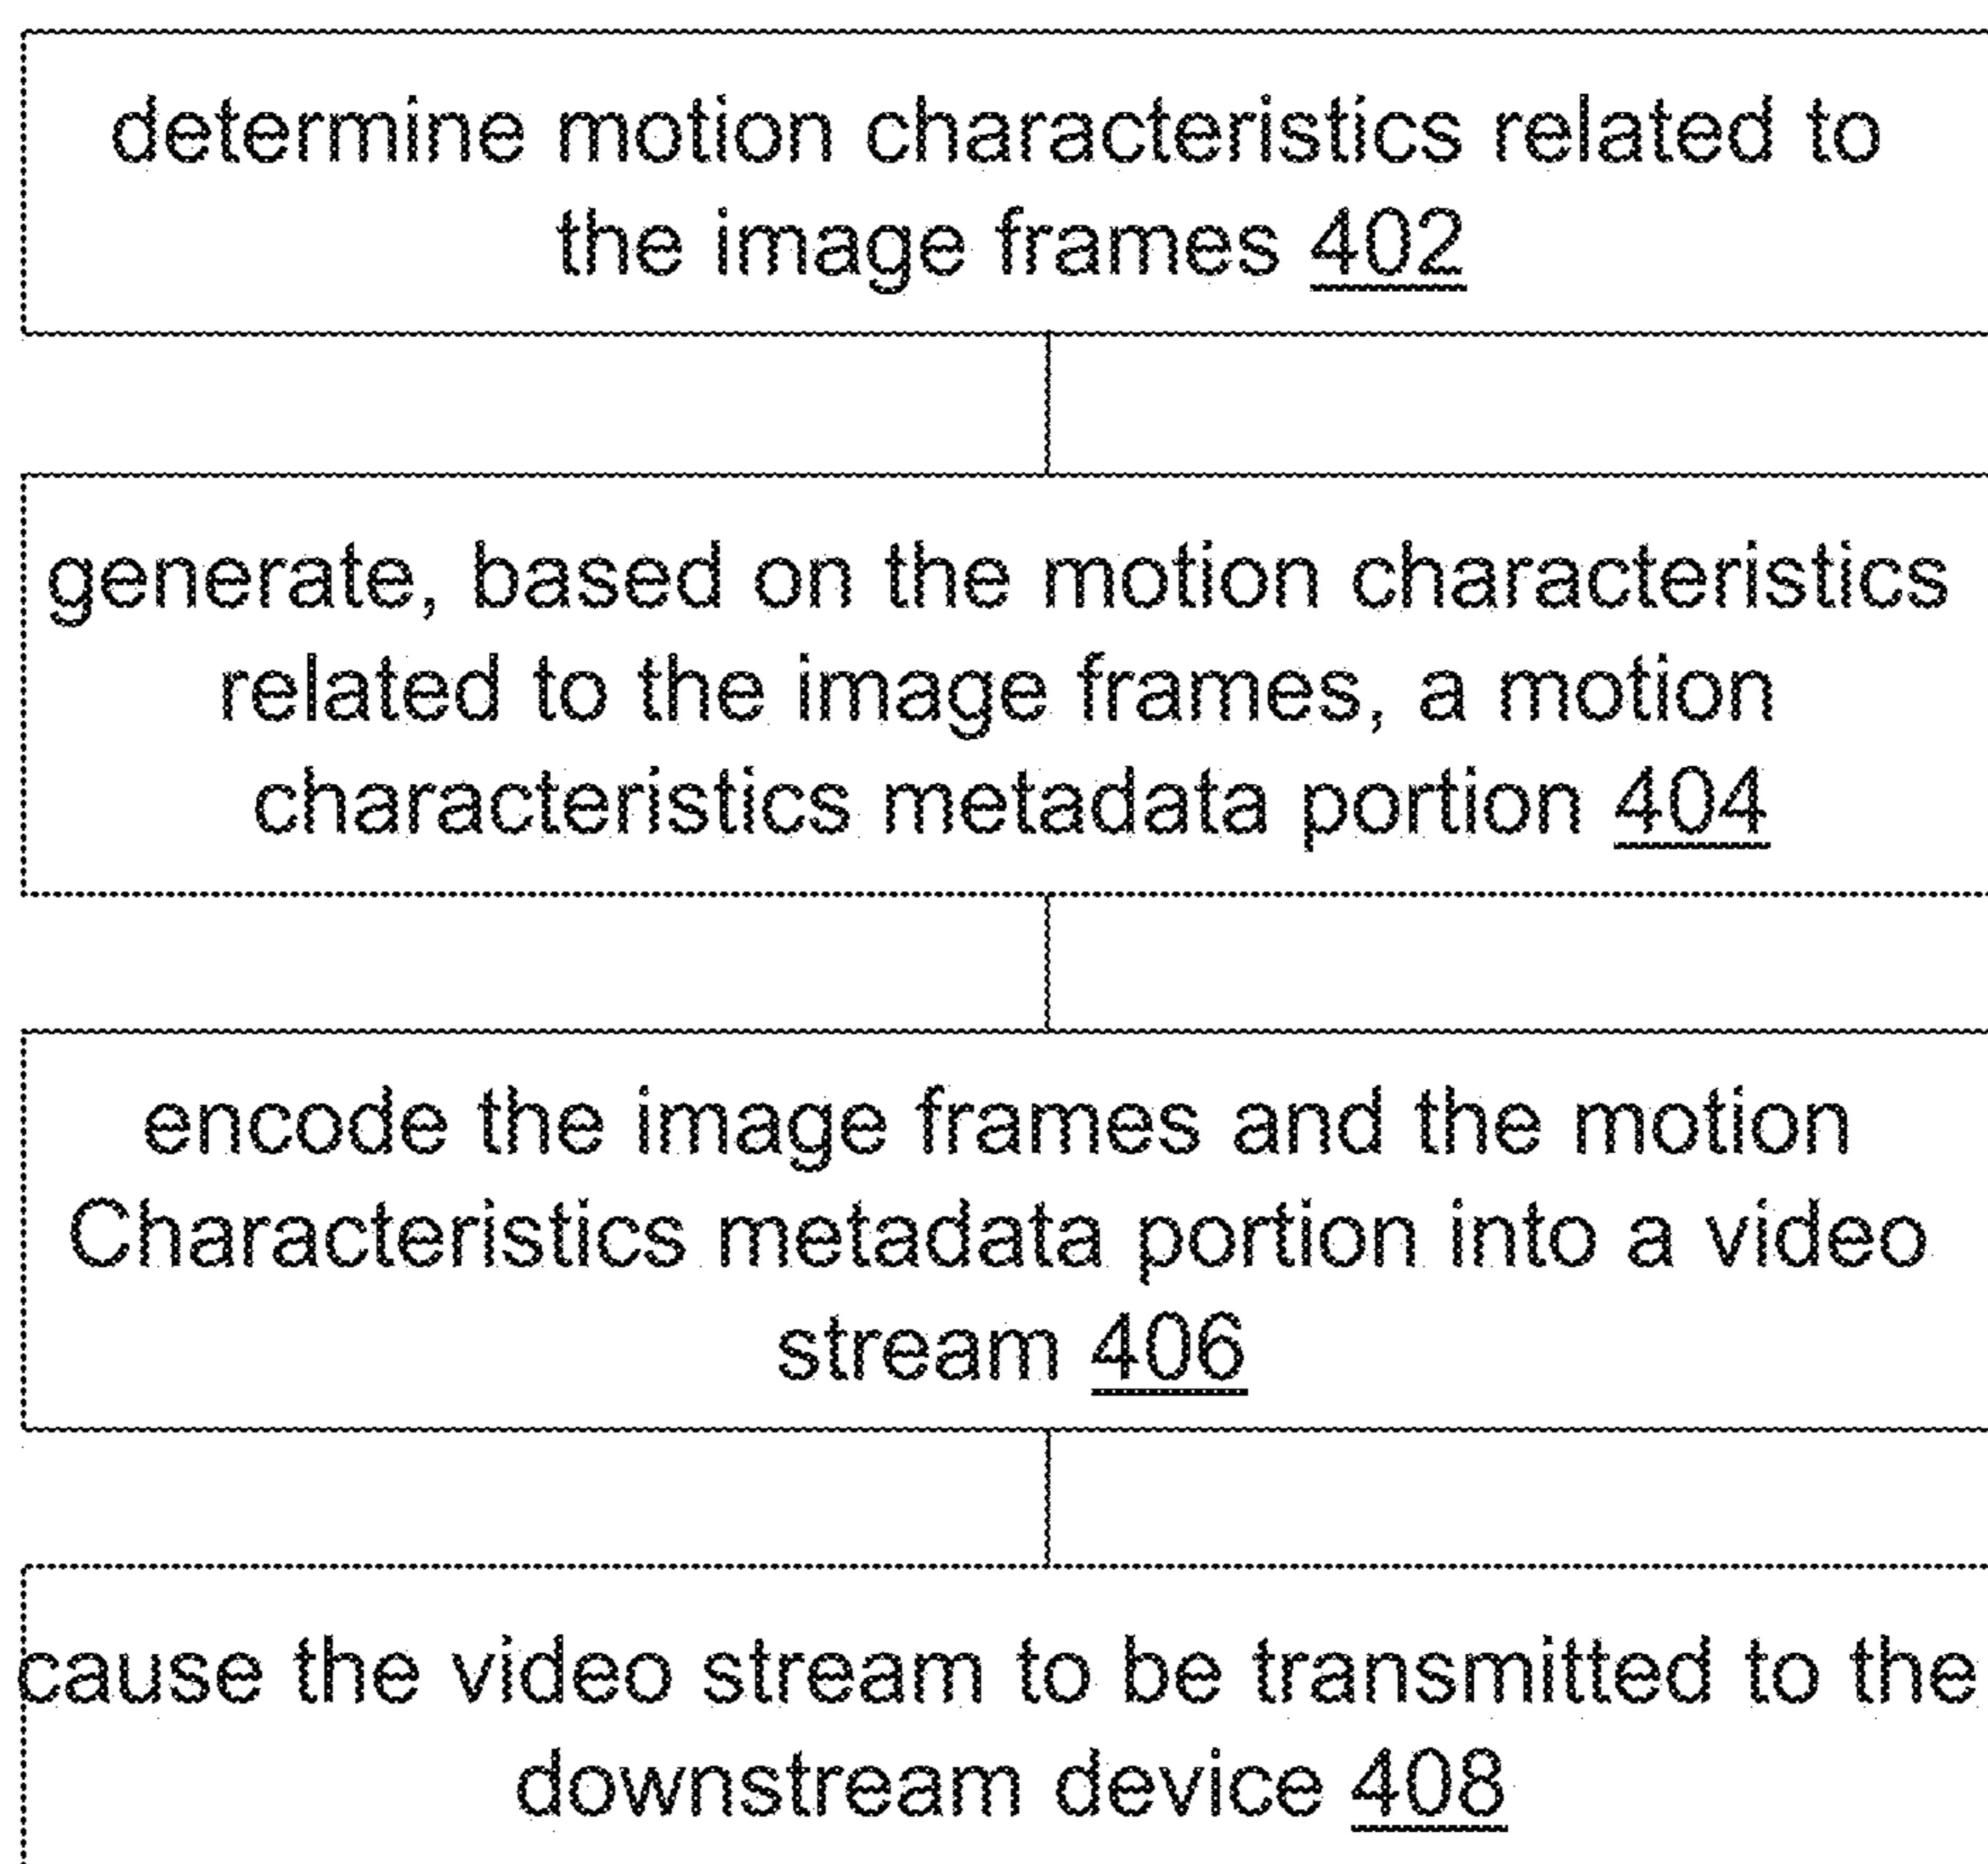 determine motion characteristics related to
the image frames 402
generate, based on the motion characteristics
related to the image frames, a motion
characteristics metadata portion 404
encode the image frames and the motion
Characteristics metadata portion into a video
stream 406
cause the video stream to be transmitted to the
downstream device 408